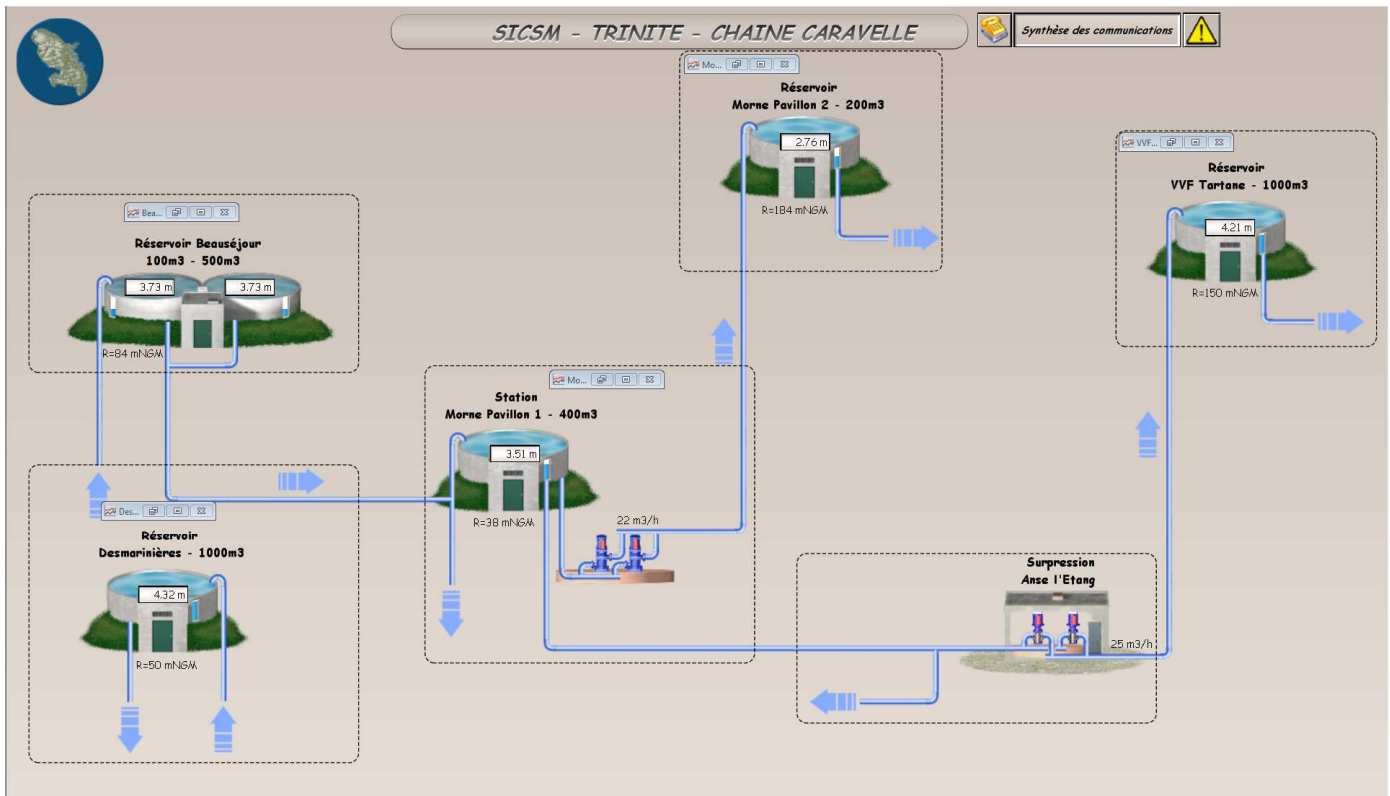 SICSM - TRINITE - CHAINE CARAVELLE
Synthèse des communications
Mo...
Réservoir
Morne Pavillon 2 - 200m3
2.76 m
R=184 mNGM
VVF...
Réservoir
VVF Tartane - 1000m3
4.21 m
R=150 mNGM
Bea...
Réservoir Beauséjour
100m3 - 500m3
3.73 m
3.73 m
R=84 mNGM
Mo...
Station
Morne Pavillon 1 - 400m3
3.51 m
R=38 mNGM
22 m3/h
Des...
Réservoir
Desmarinières - 1000m3
4.32 m
R=50 mNGM
Surpression
Anse l'Etang
25 m3/h